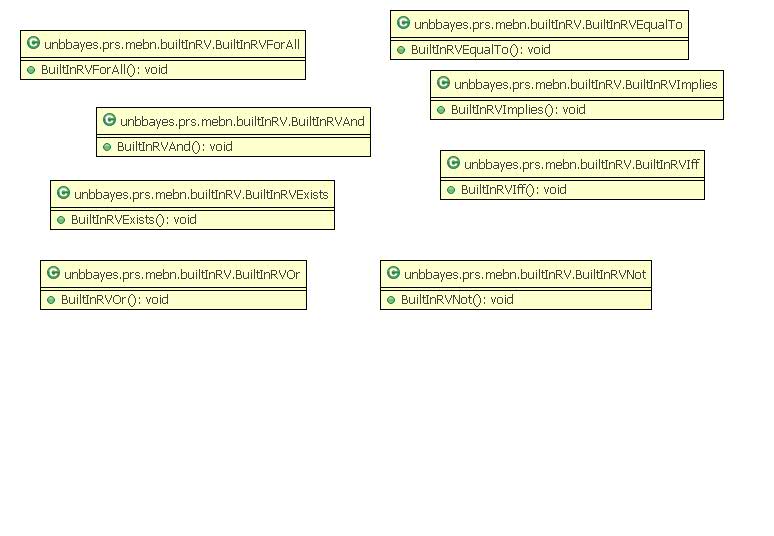 C unbbayes.prs.mebn.builtInRV.BuiltInRVForAll
BuiltInRVForAll(): void
C unbbayes.prs.mebn.builtInRV.BuiltInRVEqualTo
BuiltInRVEqualTo(): void
C unbbayes.prs.mebn.builtInRV.BuiltInRVImplies
BuiltInRVImplies(): void
C unbbayes.prs.mebn.builtInRV.BuiltInRVAnd
BuiltInRVAnd(): void
C unbbayes.prs.mebn.builtInRV.BuiltInRVIff
BuiltInRVIff(): void
C unbbayes.prs.mebn.builtInRV.BuiltInRVExists
BuiltInRVExists(): void
C unbbayes.prs.mebn.builtInRV.BuiltInRVOr
BuiltInRVOr(): void
C unbbayes.prs.mebn.builtInRV.BuiltInRVNot
BuiltInRVNot(): void